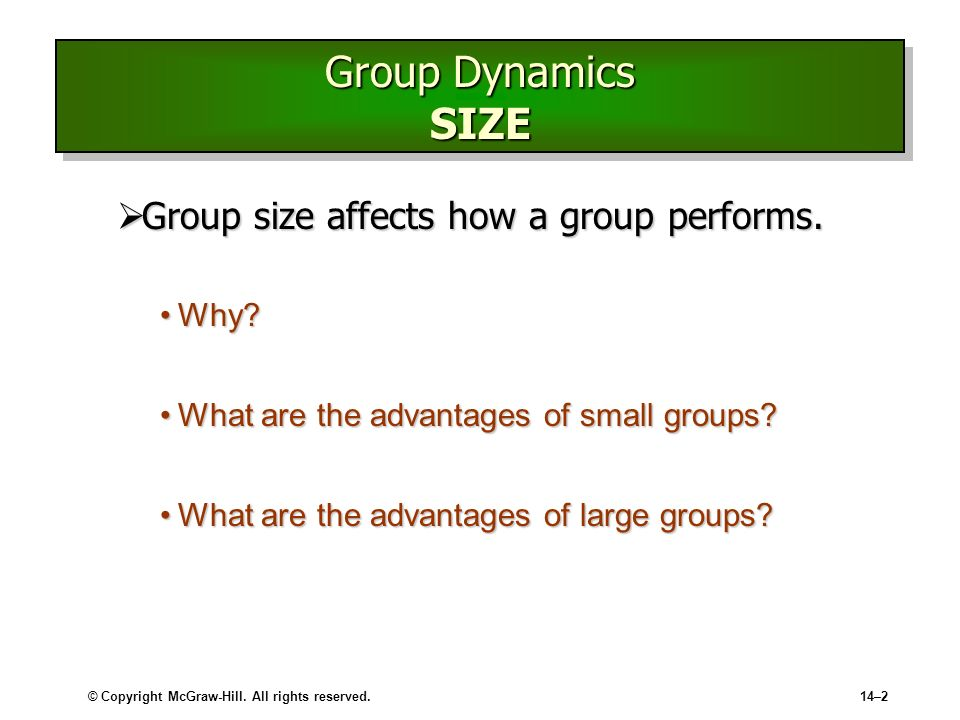 Group Dynamics
SIZE
➢Group size affects how a group performs.
• Why?
• What are the advantages of small groups?
• What are the advantages of large groups?
© Copyright McGraw-Hill. All rights reserved. 14–2